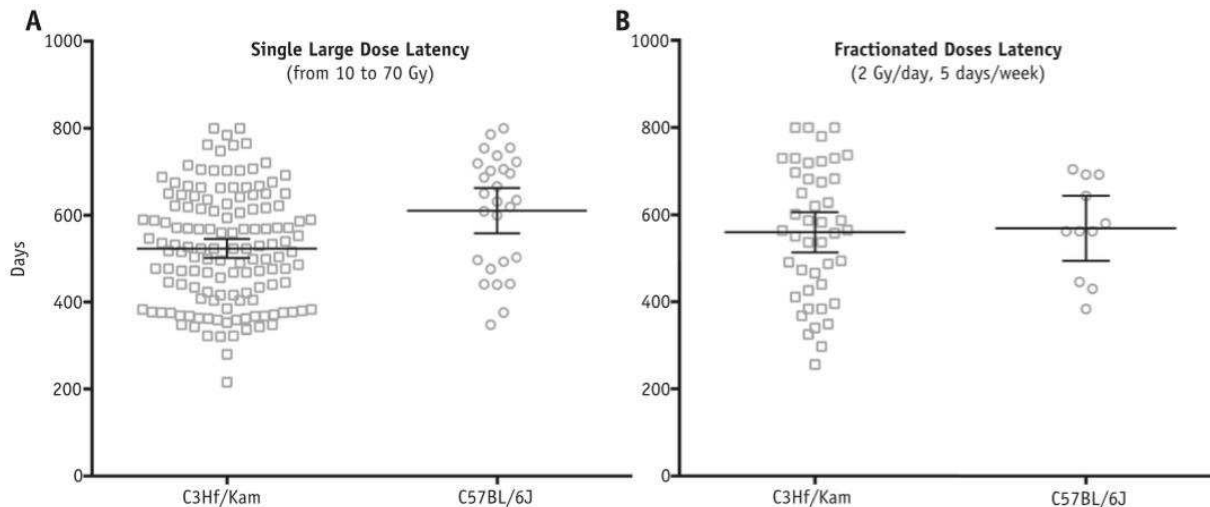 A
Single Large Dose Latency
(from 10 to 70 Gy)
Days
1000
800
600
400
200
0
C3Hf/Kam
C57BL/6J
B
Fractionated Doses Latency
(2 Gy/day, 5 days/week)
1000
800
600
400
200
0
C3Hf/Kam
C57BL/6J